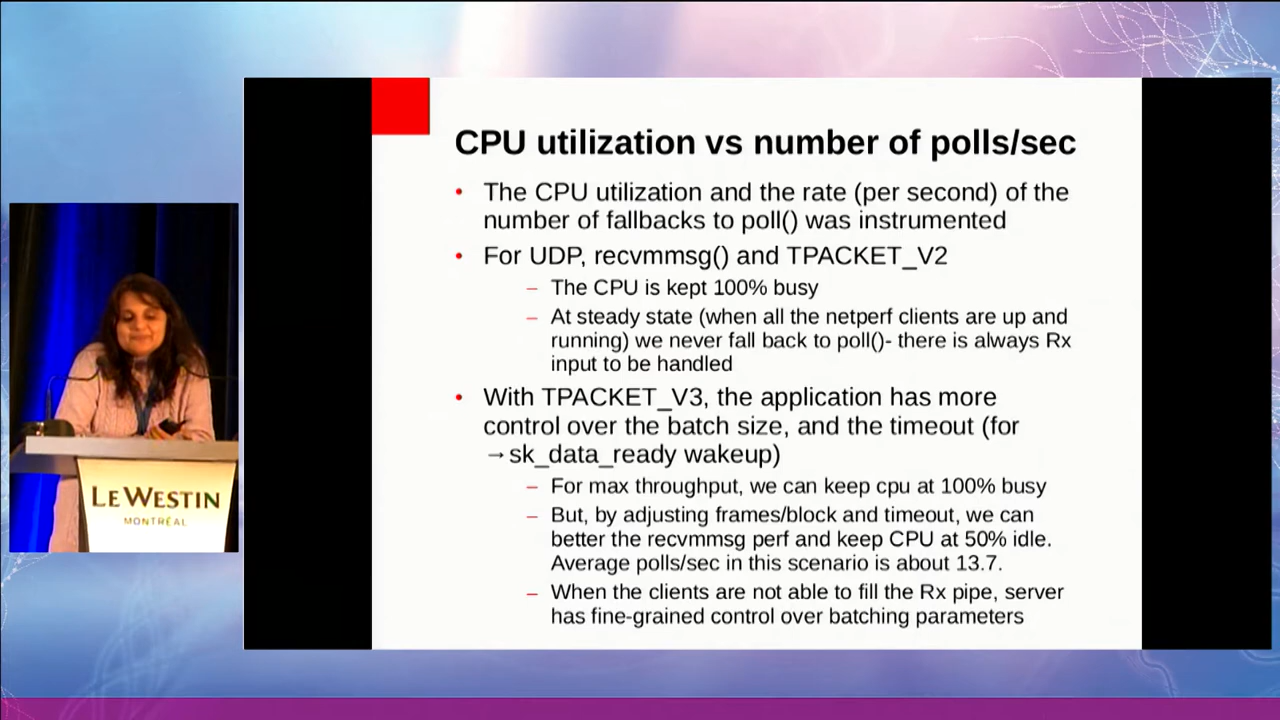 CPU utilization vs number of polls/sec
• The CPU utilization and the rate (per second) of the
number of fallbacks to poll() was instrumented
• For UDP, recvmmsg() and TPACKET_V2
– The CPU is kept 100% busy
– At steady state (when all the netperf clients are up and
running) we never fall back to poll()- there is always Rx
input to be handled
• With TPACKET_V3, the application has more
control over the batch size, and the timeout (for
→sk_data_ready wakeup)
– For max throughput, we can keep cpu at 100% busy
– But, by adjusting frames/block and timeout, we can
better the recvmmsg perf and keep CPU at 50% idle.
Average polls/sec in this scenario is about 13.7.
– When the clients are not able to fill the Rx pipe, server
has fine-grained control over batching parameters
LE WESTIN
MONTRÉAL